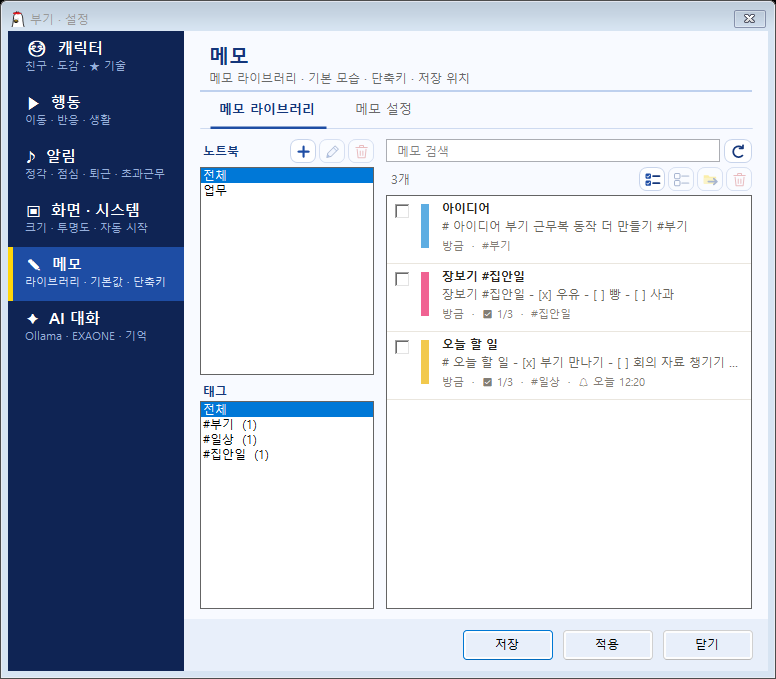 부기 · 설정
캐릭터
친구 · 도감 · ★ 기술
행동
이동 · 반응 · 생활
알림
정각 · 점심 · 퇴근 · 초과근무
화면 · 시스템
크기 · 투명도 · 자동 시작
메모
라이브러리 · 기본값 · 단축키
AI 대화
Ollama · EXAONE · 기억
메모
메모 라이브러리 · 기본 모습 · 단축키 · 저장 위치
메모 라이브러리
메모 설정
노트북
전체
업무
태그
전체
#부기 (1)
#일상 (1)
#집안일 (1)
메모 검색
3개
아이디어
# 아이디어 부기 근무복 동작 더 만들기 #부기
방금 · #부기
장보기 #집안일
장보기 #집안일 - [x] 우유 - [ ] 빵 - [ ] 사과
방금 · 1/3 · #집안일
오늘 할 일
# 오늘 할 일 - [x] 부기 만나기 - [ ] 회의 자료 챙기기 ...
방금 · 1/3 · #일상 · 오늘 12:20
저장
적용
닫기